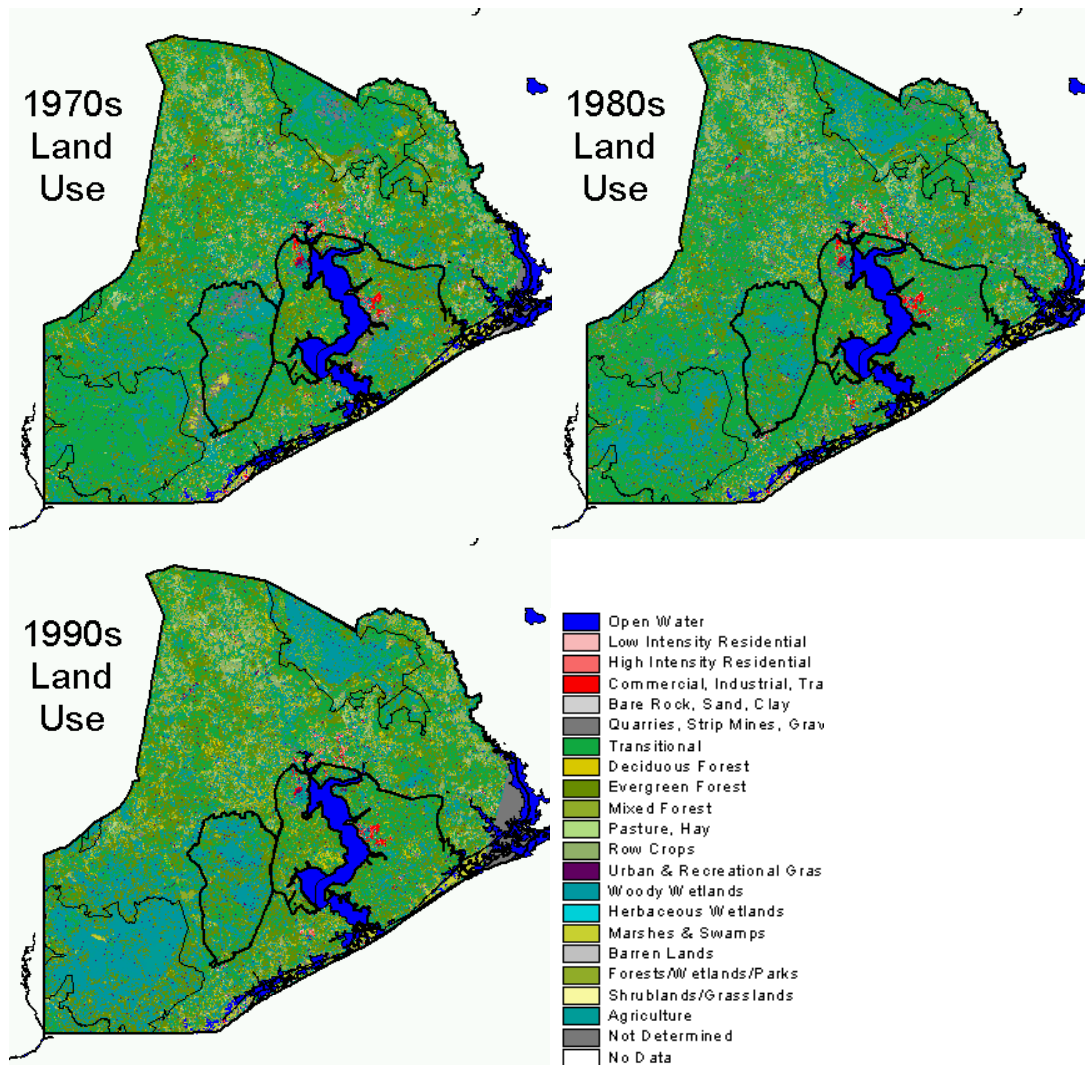 1970s
Land
Use
1980s
Land
Use
1990s
Land
Use
Open Water
Low Intensity Residential
High Intensity Residential
Commercial, Industrial, Tra
Bare Rock, Sand, Clay
Quarries, Strip Mines, Grav
Transitional
Deciduous Forest
Evergreen Forest
Mixed Forest
Pasture, Hay
Row Crops
Urban & Recreational Gras
Woody Wetlands
Herbaceous Wetlands
Marshes & Swamps
Barren Lands
Forests/Wetlands/Parks
Shrublands/Grasslands
Agriculture
Not Determined
No Data